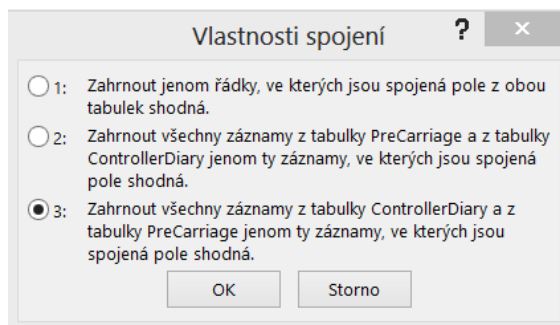 Vlastnosti spojení ? ×
1: Zahrnout jenom řádky, ve kterých jsou spojená pole z obou
tabulek shodná.
2: Zahrnout všechny záznamy z tabulky PreCarriage a z tabulky
ControllerDiary jenom ty záznamy, ve kterých jsou spojená
pole shodná.
3: Zahrnout všechny záznamy z tabulky ControllerDiary a z
tabulky PreCarriage jenom ty záznamy, ve kterých jsou
spojená pole shodná.
OK Storno